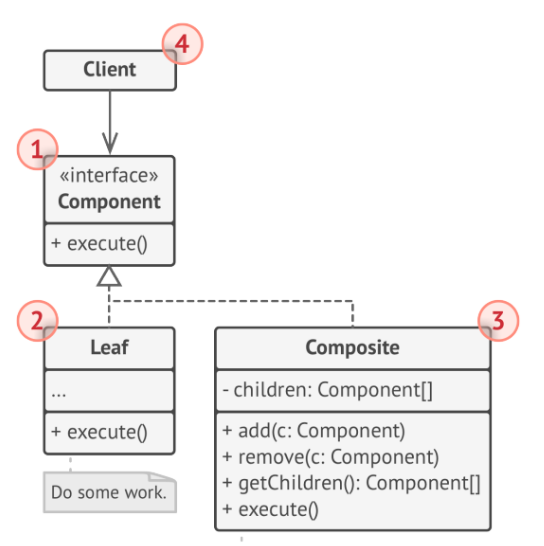 4
Client
1
«interface»
Component
+ execute()
2
Leaf
...
+ execute()
Do some work.
3
Composite
- children: Component[]
+ add(c: Component)
+ remove(c: Component)
+ getChildren(): Component[]
+ execute()